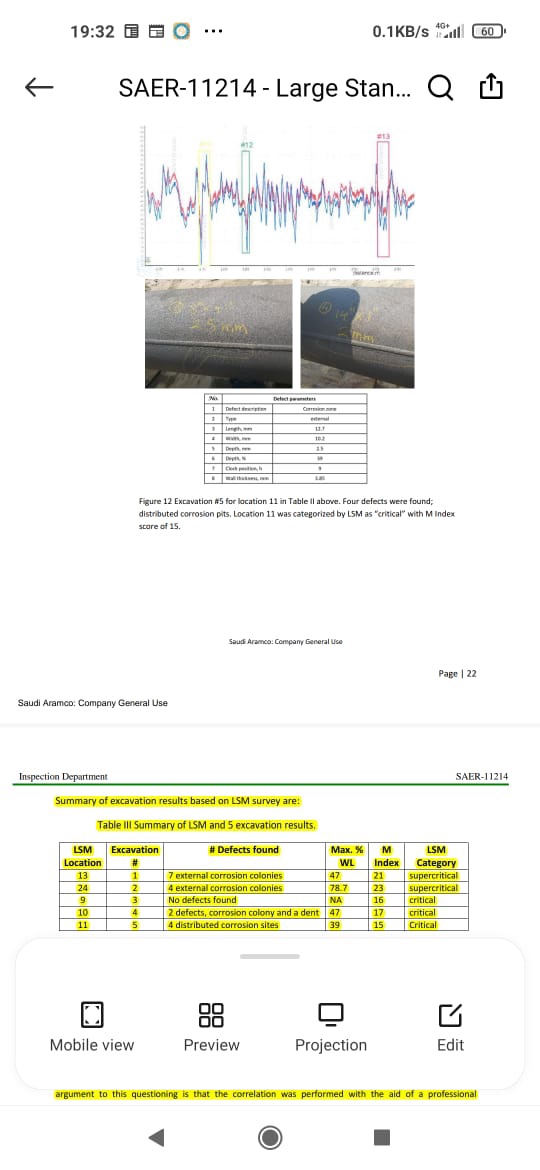 19:32 ...
0.1KB/s 4G+ 60
SAER-11214 - Large Stan...
#12
#13
2.5 mm
No. Defect parameters
1 Defect description Corrosion zone
2 Type external
3 Length, mm 12.7
4 Width, mm 10.2
5 Depth, mm 2.5
6 Depth, % 39
7 Clock position, h 9
8 Wall thickness, mm 3.85
Figure 12 Excavation #5 for location 11 in Table II above. Four defects were found;
distributed corrosion pits. Location 11 was categorized by LSM as "critical" with M Index
score of 15.
Saudi Aramco: Company General Use
Page | 22
Saudi Aramco: Company General Use
Inspection Department SAER-11214
Summary of excavation results based on LSM survey are:
Table III Summary of LSM and 5 excavation results.
LSM Location Excavation # # Defects found Max. % WL M Index LSM Category
13 1 7 external corrosion colonies 47 21 supercritical
24 2 4 external corrosion colonies 78.7 23 supercritical
9 3 No defects found NA 16 critical
10 4 2 defects, corrosion colony and a dent 47 17 critical
11 5 4 distributed corrosion sites 39 15 Critical
Mobile view Preview Projection Edit
argument to this questioning is that the correlation was performed with the aid of a professional